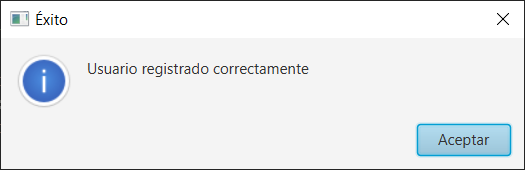 Éxito
Usuario registrado correctamente
Aceptar